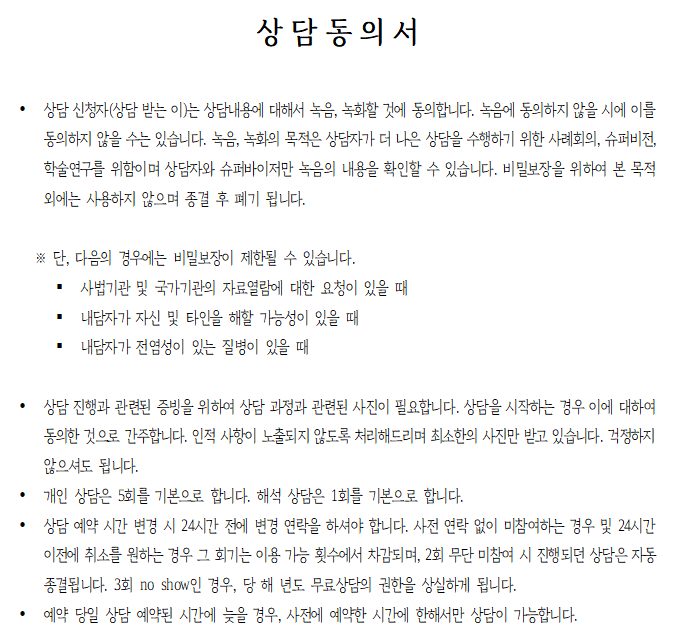 상담동의서
• 상담 신청자(상담 받는 이)는 상담내용에 대해서 녹음, 녹화할 것에 동의합니다. 녹음에 동의하지 않을 시에 이를
동의하지 않을 수는 있습니다. 녹음, 녹화의 목적은 상담자가 더 나은 상담을 수행하기 위한 사례회의, 슈퍼비전,
학술연구를 위함이며 상담자와 슈퍼바이저만 녹음의 내용을 확인할 수 있습니다. 비밀보장을 위하여 본 목적
외에는 사용하지 않으며 종결 후 폐기 됩니다.
※ 단, 다음의 경우에는 비밀보장이 제한될 수 있습니다.
▪ 사법기관 및 국가기관의 자료열람에 대한 요청이 있을 때
▪ 내담자가 자신 및 타인을 해할 가능성이 있을 때
▪ 내담자가 전염성이 있는 질병이 있을 때
• 상담 진행과 관련된 증빙을 위하여 상담 과정과 관련된 사진이 필요합니다. 상담을 시작하는 경우 이에 대하여
동의한 것으로 간주합니다. 인적 사항이 노출되지 않도록 처리해드리며 최소한의 사진만 받고 있습니다. 걱정하지
않으셔도 됩니다.
• 개인 상담은 5회를 기본으로 합니다. 해석 상담은 1회를 기본으로 합니다.
• 상담 예약 시간 변경 시 24시간 전에 변경 연락을 하셔야 합니다. 사전 연락 없이 미참여하는 경우 및 24시간
이전에 취소를 원하는 경우 그 회기는 이용 가능 횟수에서 차감되며, 2회 무단 미참여 시 진행되던 상담은 자동
종결됩니다. 3회 no show인 경우, 당 해 년도 무료상담의 권한을 상실하게 됩니다.
• 예약 당일 상담 예약된 시간에 늦을 경우, 사전에 예약한 시간에 한해서만 상담이 가능합니다.